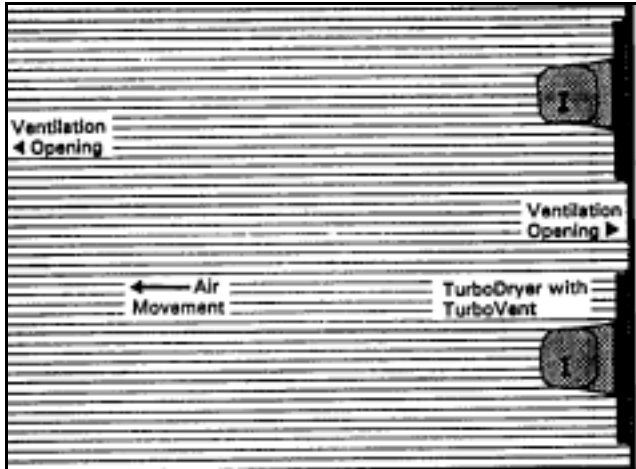 I
Ventilation
◀ Opening
Ventilation
Opening ▶
← Air
Movement
TurboDryer with
TurboVent
I